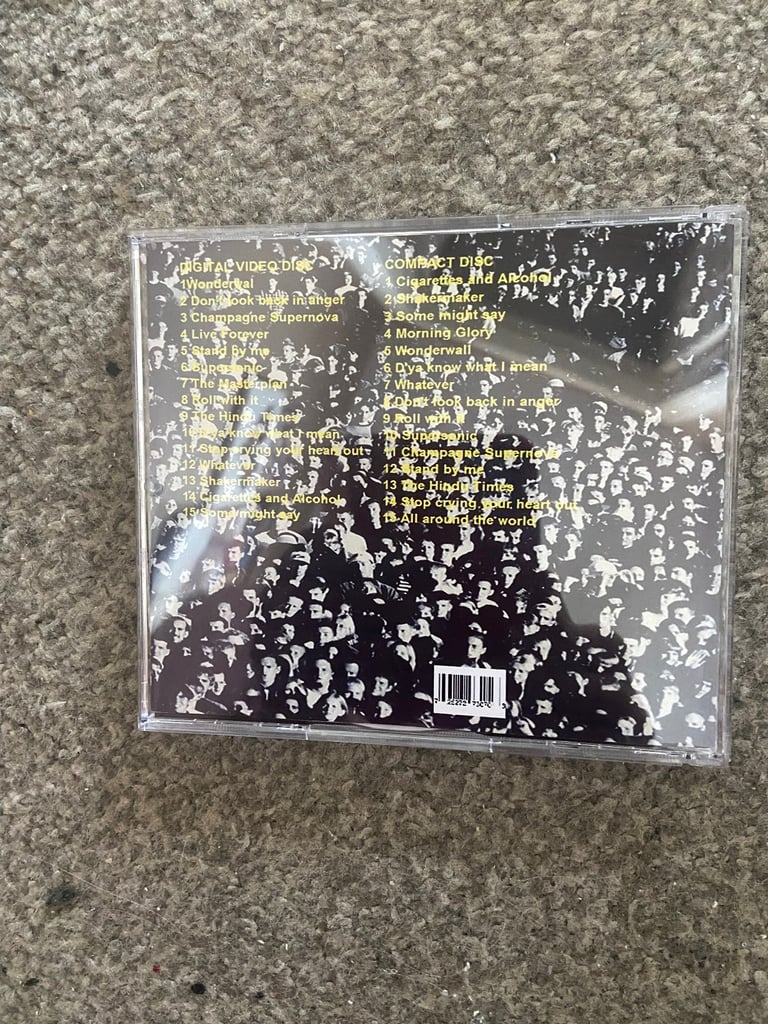 DIGITAL VIDEO DISC
1Wonderwal
2 Don't look back in anger
3 Champagne Supernova
4 Live Forever
5 Stand by me
6 Supersonic
7 The Masterplan
8 Roll with it
9 The Hindu Times
10 D'ya know what I mean
11 Stop crying your heart out
12 Whatever
13 Shakermaker
14 Cigarettes and Alcohol
15 Some might say
COMPACT DISC
1 Cigarettes and Alcohol
2 Shakermaker
3 Some might say
4 Morning Glory
5 Wonderwall
6 D'ya know what I mean
7 Whatever
8 Don't look back in anger
9 Roll with it
10 Supersonic
11 Champagne Supernova
12 Stand by me
13 The Hindu Times
14 Stop crying your heart out
15 All around the world